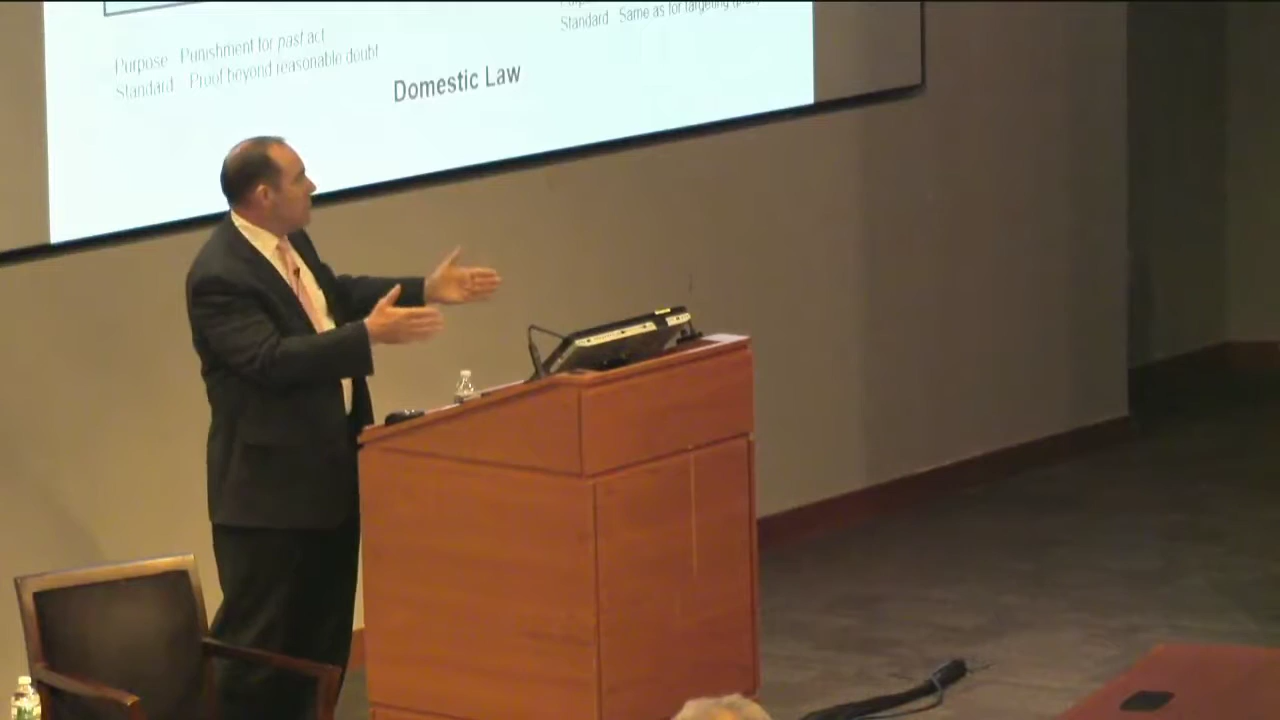 Purpose Punishment for past act
Standard Proof beyond reasonable doubt
Standard Same as for targeting
Domestic Law